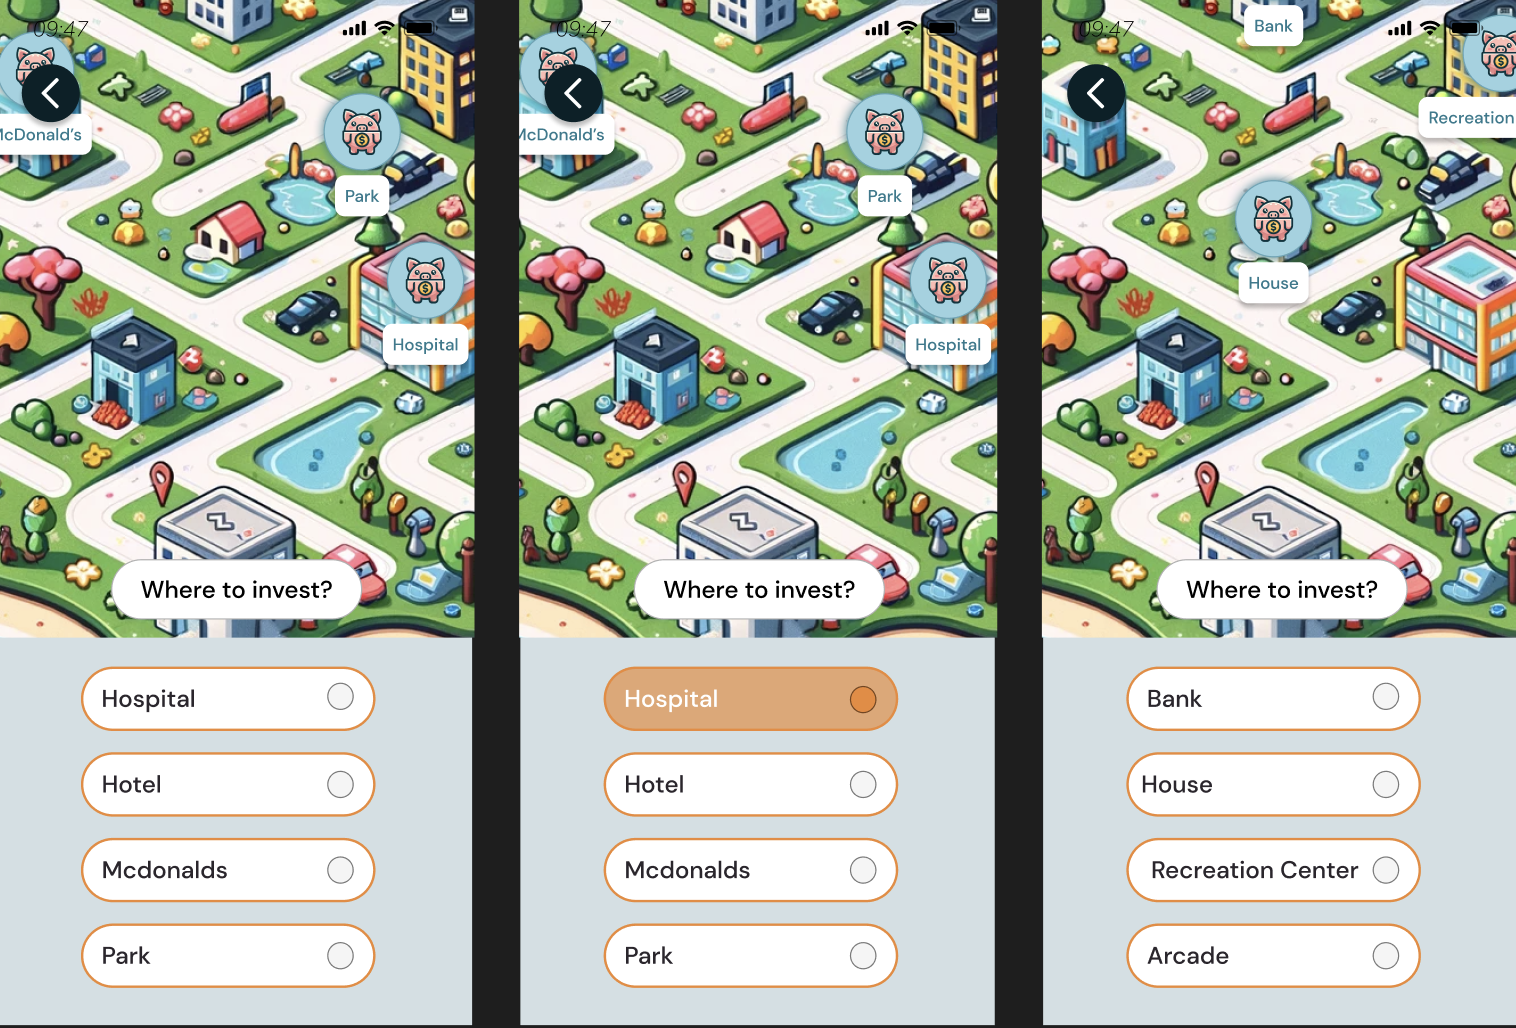 09:47
McDonald's
Park
Hospital
Where to invest?
Hospital
Hotel
Mcdonalds
Park
09:47
McDonald's
Park
Hospital
Where to invest?
Hospital
Hotel
Mcdonalds
Park
09:47
Bank
Recreation
House
Where to invest?
Bank
House
Recreation Center
Arcade